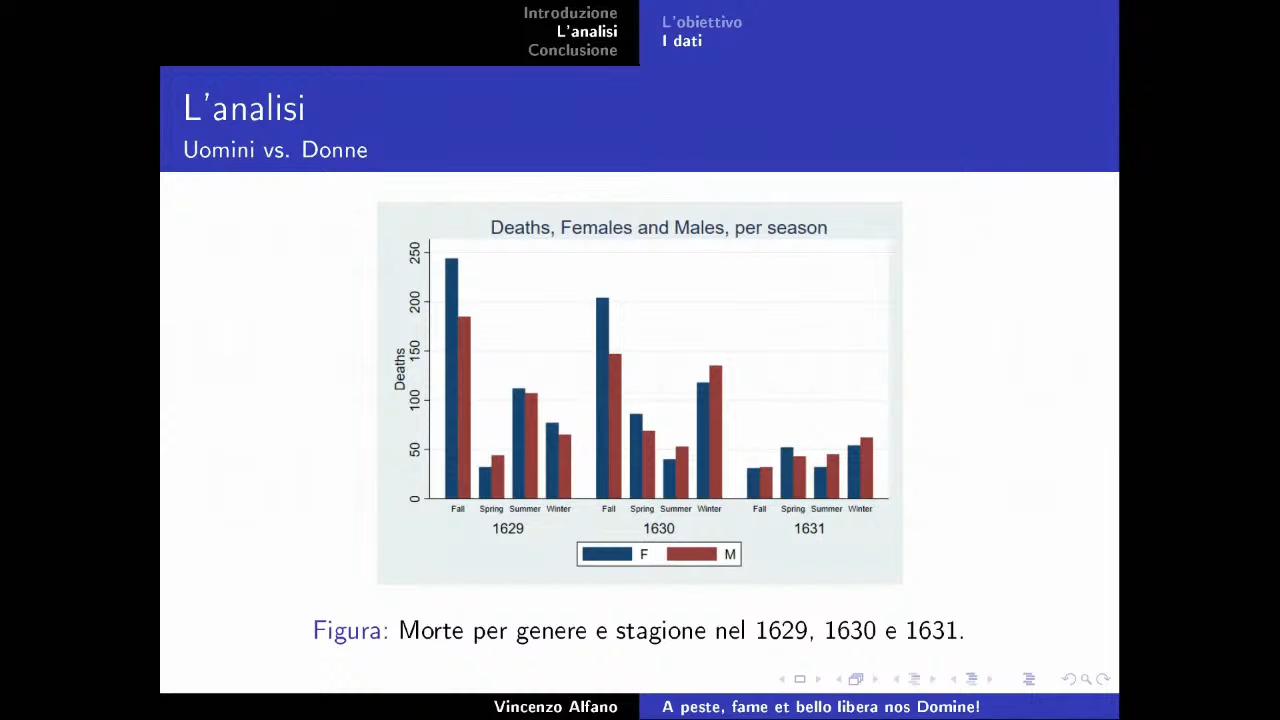 Introduzione
L'analisi
Conclusione
L'obiettivo
I dati
L'analisi
Uomini vs. Donne
Deaths, Females and Males, per season
Deaths
250
200
150
100
50
0
Fall Spring Summer Winter Fall Spring Summer Winter Fall Spring Summer Winter
1629 1630 1631
F M
Figura: Morte per genere e stagione nel 1629, 1630 e 1631.
Vincenzo Alfano
A peste, fame et bello libera nos Domine!